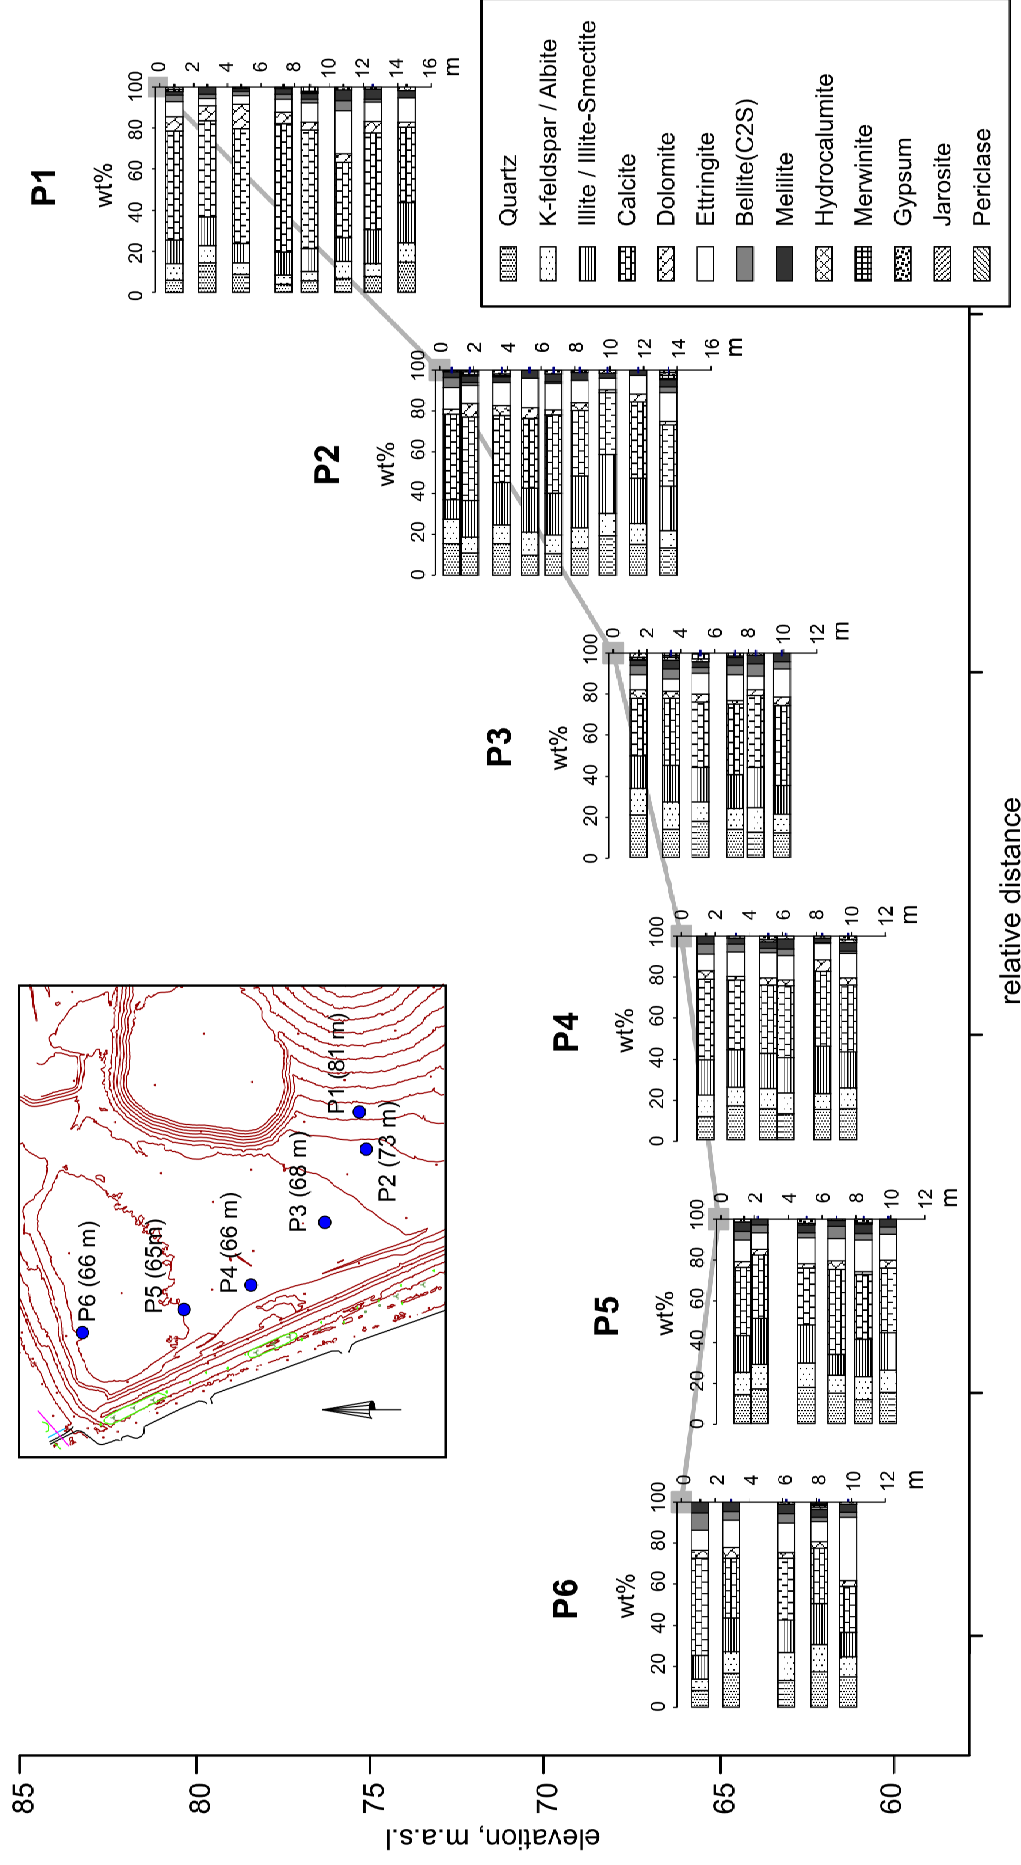 P1
wt%
0 20 40 60 80 100
0 2 4 6 8 10 12 14 16
m
P2
wt%
0 20 40 60 80 100
0 2 4 6 8 10 12 14 16
m
P3
wt%
0 20 40 60 80 100
0 2 4 6 8 10 12
m
P4
wt%
0 20 40 60 80 100
0 2 4 6 8 10 12
m
P5
wt%
0 20 40 60 80 100
0 2 4 6 8 10 12
m
P6
wt%
0 20 40 60 80 100
0 2 4 6 8 10 12
m
P6 (66 m)
P5 (65m)
P4 (66 m)
P3 (68 m)
P2 (73 m)
P1 (81 m)
Quartz
K-feldspar / Albite
Illite / Illite-Smectite
Calcite
Dolomite
Ettringite
Bellite(C2S)
Melilite
Hydrocalumite
Merwinite
Gypsum
Jarosite
Periclase
85
80
75
70
65
60
elevation, m.a.s.l
relative distance